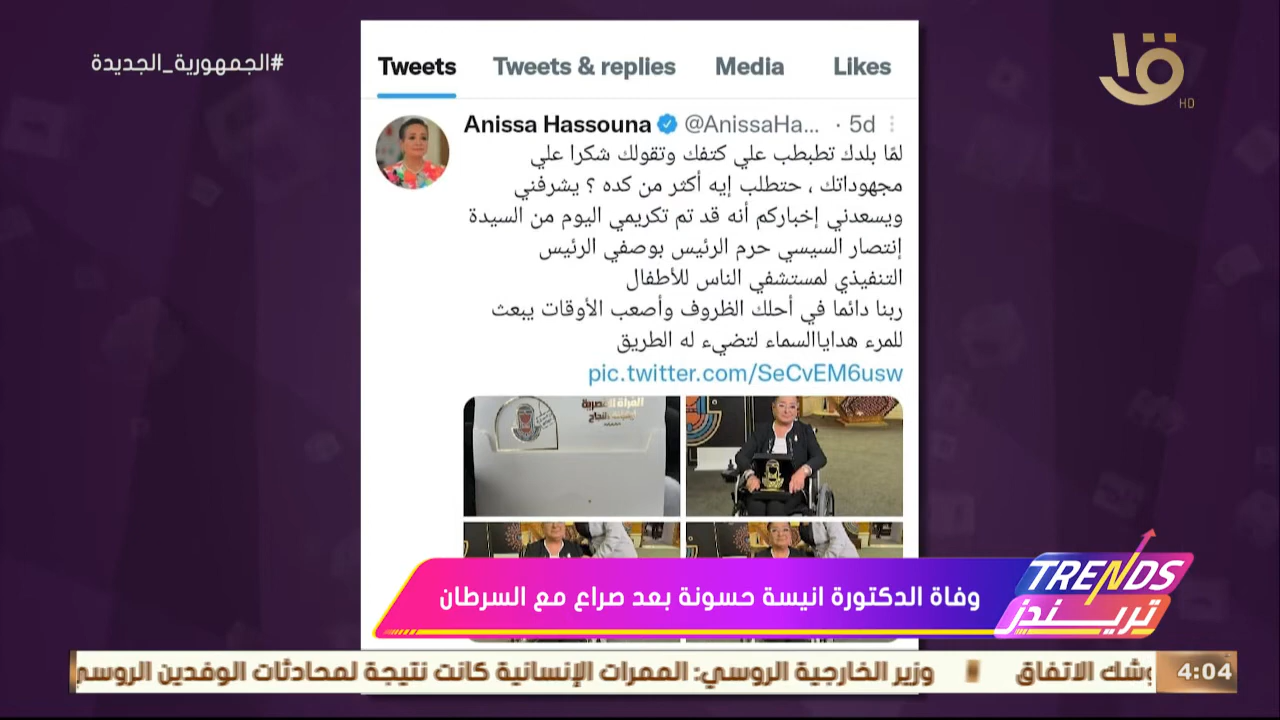 #الجمهورية_الجديدة
HD
Tweets Tweets & replies Media Likes
Anissa Hassouna @AnissaHa... · 5d
لمّا بلدك تطبطب علي كتفك وتقولك شكرا علي
مجهوداتك ، حتطلب إيه أكثر من كده ؟ يشرفني
ويسعدني إخباركم أنه قد تم تكريمي اليوم من السيدة
إنتصار السيسي حرم الرئيس بوصفي الرئيس
التنفيذي لمستشفي الناس للأطفال
ربنا دائما في أحلك الظروف وأصعب الأوقات يبعث
للمرء هداياالسماء لتضيء له الطريق
pic.twitter.com/SeCvEM6usw
المرأة المصرية
TRENDS
تريندز
وفاة الدكتورة انيسة حسونة بعد صراع مع السرطان
4:04
وشك الاتفاق
وزير الخارجية الروسي: الممرات الإنسانية كانت نتيجة لمحادثات الوفدين الروسي